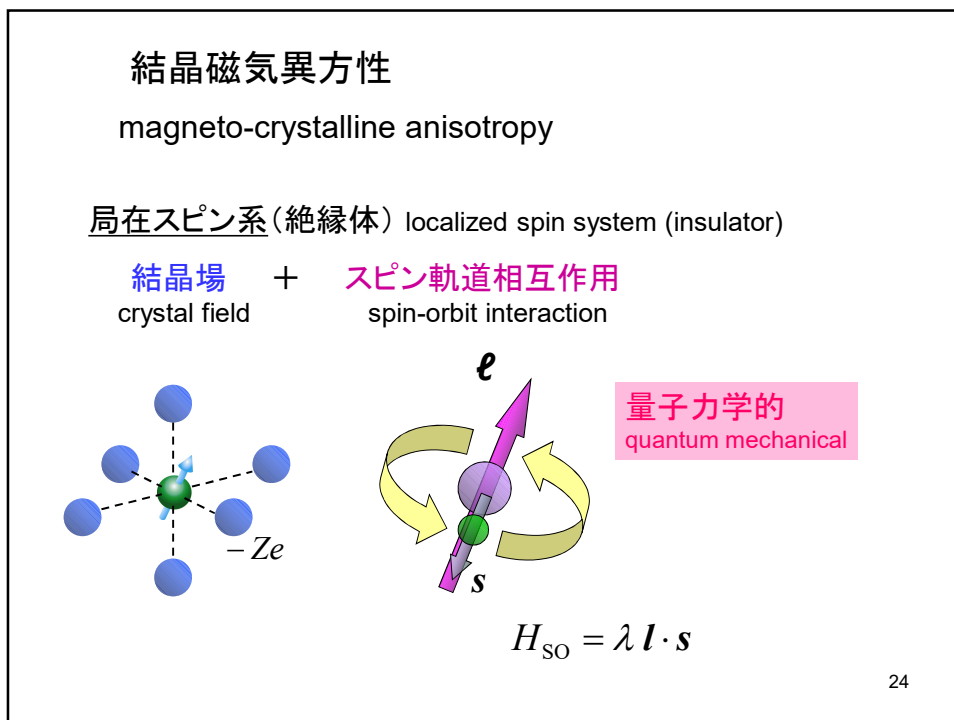 結晶磁気異方性
magneto-crystalline anisotropy
局在スピン系(絶縁体) localized spin system (insulator)
結晶場 + スピン軌道相互作用
crystal field spin-orbit interaction
ℓ
量子力学的
quantum mechanical
−Ze
s
H_SO = λ l · s
24